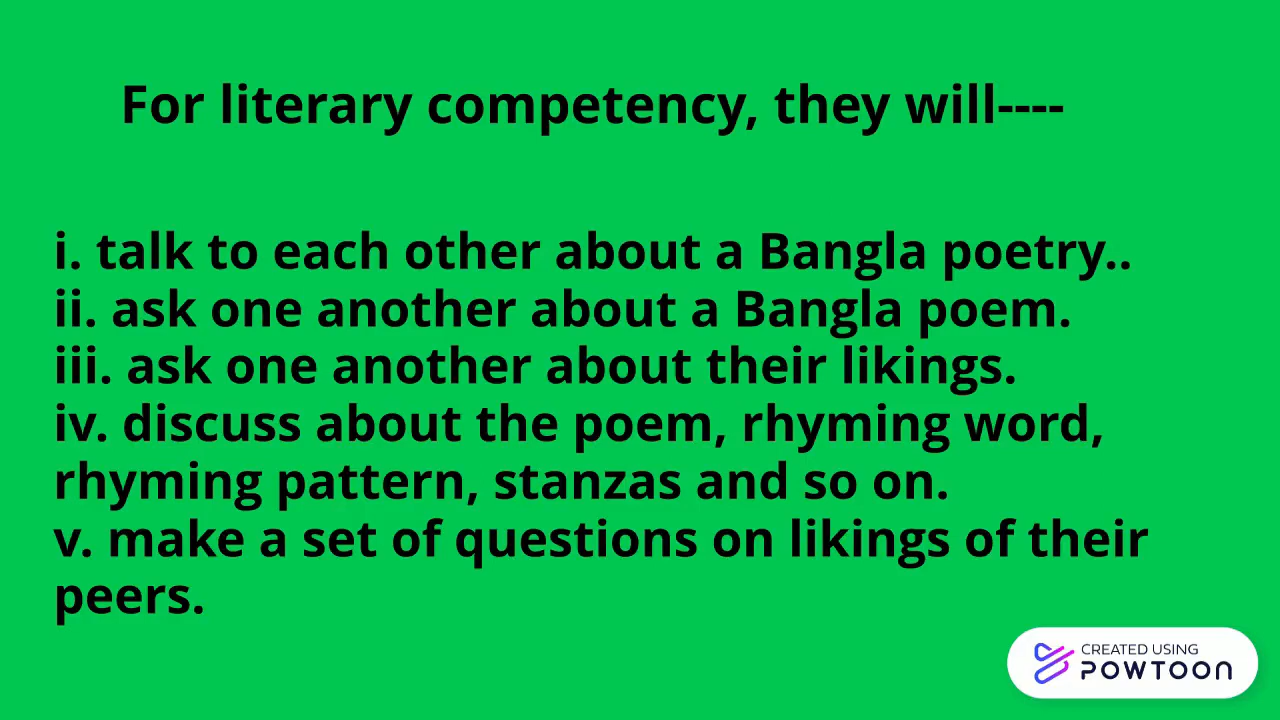 For literary competency, they will----
i. talk to each other about a Bangla poetry..
ii. ask one another about a Bangla poem.
iii. ask one another about their likings.
iv. discuss about the poem, rhyming word,
rhyming pattern, stanzas and so on.
v. make a set of questions on likings of their
peers.
CREATED USING
POWTOON